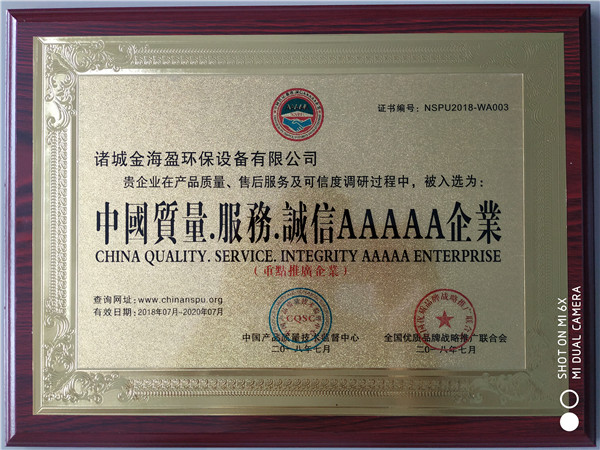 证书编号：NSPU2018-WA003
诸城金海盈环保设备有限公司
贵企业在产品质量、售后服务及可信度调研过程中，被入选为：
中國質量.服務.誠信AAAAA企業
CHINA QUALITY. SERVICE. INTEGRITY AAAAA ENTERPRISE
（重點推廣企業）
查询网址：www.chinanspu.org
有效日期：2018年07月-2020年07月
CQSC
中国产品质量技术监督中心
二〇一八年七月
全国优质品牌战略推广联合会
二〇一八年七月
SHOT ON MI 6X
MI DUAL CAMERA